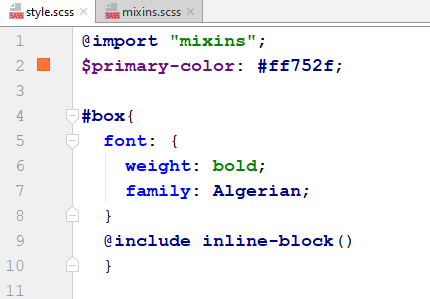 style.scss mixins.scss
1 @import "mixins";
2 $primary-color: #ff752f;
3
4 #box{
5 font: {
6 weight: bold;
7 family: Algerian;
8 }
9 @include inline-block()
10 }
11